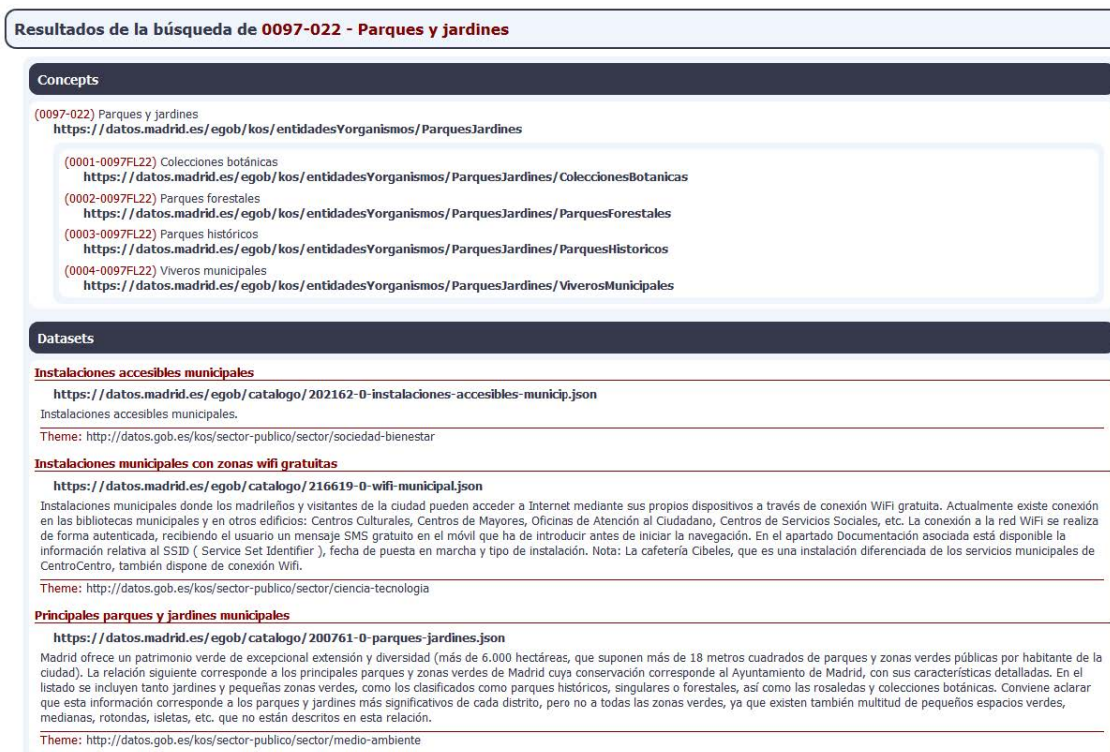 Resultados de la búsqueda de 0097-022 - Parques y jardines
Concepts
(0097-022) Parques y jardines
https://datos.madrid.es/egob/kos/entidadesYorganismos/ParquesJardines
(0001-0097FL22) Colecciones botánicas
https://datos.madrid.es/egob/kos/entidadesYorganismos/ParquesJardines/ColeccionesBotanicas
(0002-0097FL22) Parques forestales
https://datos.madrid.es/egob/kos/entidadesYorganismos/ParquesJardines/ParquesForestales
(0003-0097FL22) Parques históricos
https://datos.madrid.es/egob/kos/entidadesYorganismos/ParquesJardines/ParquesHistoricos
(0004-0097FL22) Viveros municipales
https://datos.madrid.es/egob/kos/entidadesYorganismos/ParquesJardines/ViverosMunicipales
Datasets
Instalaciones accesibles municipales
https://datos.madrid.es/egob/catalogo/202162-0-instalaciones-accesibles-municip.json
Instalaciones accesibles municipales.
Theme: http://datos.gob.es/kos/sector-publico/sector/sociedad-bienestar
Instalaciones municipales con zonas wifi gratuitas
https://datos.madrid.es/egob/catalogo/216619-0-wifi-municipal.json
Instalaciones municipales donde los madrileños y visitantes de la ciudad pueden acceder a Internet mediante sus propios dispositivos a través de conexión WiFi gratuita. Actualmente existe conexión
en las bibliotecas municipales y en otros edificios: Centros Culturales, Centros de Mayores, Oficinas de Atención al Ciudadano, Centros de Servicios Sociales, etc. La conexión a la red WiFi se realiza
de forma autenticada, recibiendo el usuario un mensaje SMS gratuito en el móvil que ha de introducir antes de iniciar la navegación. En el apartado Documentación asociada está disponible la
información relativa al SSID ( Service Set Identifier ), fecha de puesta en marcha y tipo de instalación. Nota: La cafetería Cibeles, que es una instalación diferenciada de los servicios municipales de
CentroCentro, también dispone de conexión Wifi.
Theme: http://datos.gob.es/kos/sector-publico/sector/ciencia-tecnologia
Principales parques y jardines municipales
https://datos.madrid.es/egob/catalogo/200761-0-parques-jardines.json
Madrid ofrece un patrimonio verde de excepcional extensión y diversidad (más de 6.000 hectáreas, que suponen más de 18 metros cuadrados de parques y zonas verdes públicas por habitante de la
ciudad). La relación siguiente corresponde a los principales parques y zonas verdes de Madrid cuya conservación corresponde al Ayuntamiento de Madrid, con sus características detalladas. En el
listado se incluyen tanto jardines y pequeñas zonas verdes, como los clasificados como parques históricos, singulares o forestales, así como las rosaledas y colecciones botánicas. Conviene aclarar
que esta información corresponde a los parques y jardines más significativos de cada distrito, pero no a todas las zonas verdes, ya que existen también multitud de pequeños espacios verdes,
medianas, rotondas, isletas, etc. que no están descritos en esta relación.
Theme: http://datos.gob.es/kos/sector-publico/sector/medio-ambiente